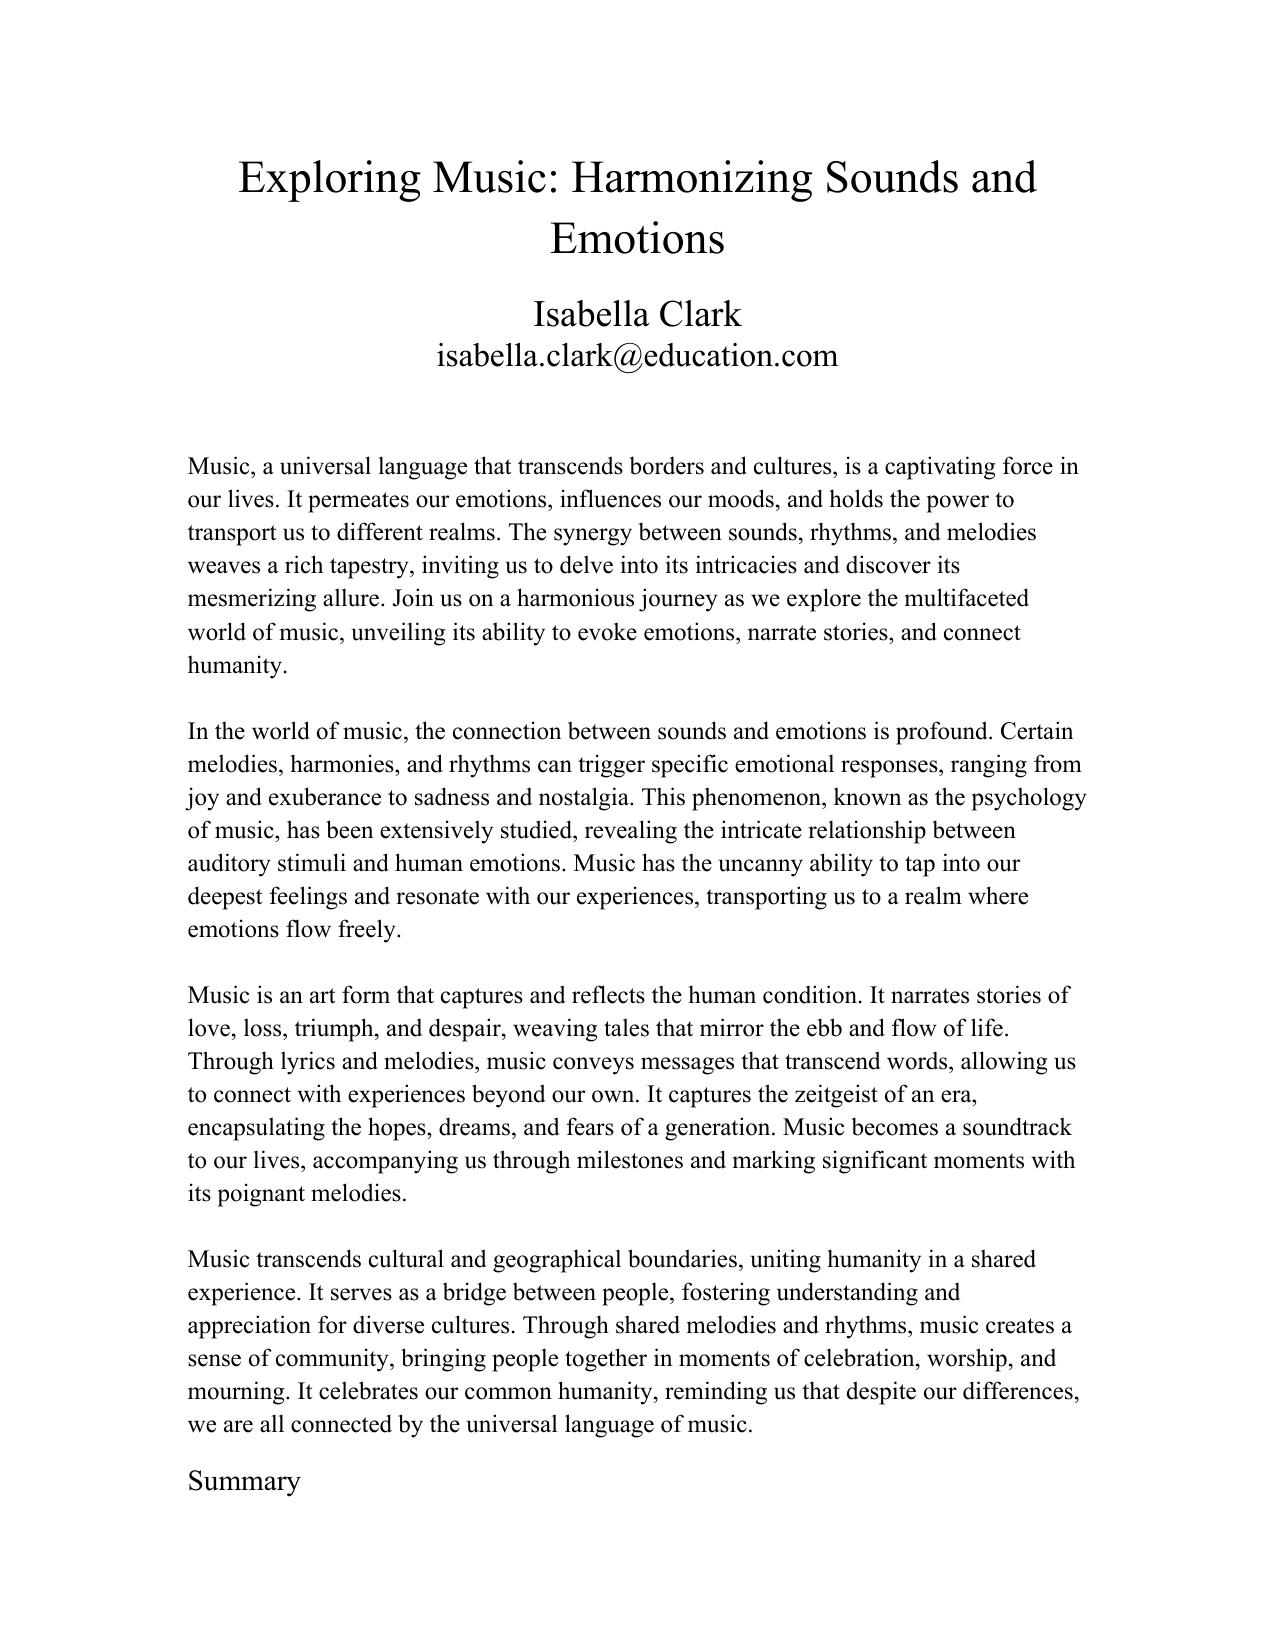 Exploring Music: Harmonizing Sounds and
Emotions
Isabella Clark
isabella.clark@education.com
Music, a universal language that transcends borders and cultures, is a captivating force in
our lives. It permeates our emotions, influences our moods, and holds the power to
transport us to different realms. The synergy between sounds, rhythms, and melodies
weaves a rich tapestry, inviting us to delve into its intricacies and discover its
mesmerizing allure. Join us on a harmonious journey as we explore the multifaceted
world of music, unveiling its ability to evoke emotions, narrate stories, and connect
humanity.
In the world of music, the connection between sounds and emotions is profound. Certain
melodies, harmonies, and rhythms can trigger specific emotional responses, ranging from
joy and exuberance to sadness and nostalgia. This phenomenon, known as the psychology
of music, has been extensively studied, revealing the intricate relationship between
auditory stimuli and human emotions. Music has the uncanny ability to tap into our
deepest feelings and resonate with our experiences, transporting us to a realm where
emotions flow freely.
Music is an art form that captures and reflects the human condition. It narrates stories of
love, loss, triumph, and despair, weaving tales that mirror the ebb and flow of life.
Through lyrics and melodies, music conveys messages that transcend words, allowing us
to connect with experiences beyond our own. It captures the zeitgeist of an era,
encapsulating the hopes, dreams, and fears of a generation. Music becomes a soundtrack
to our lives, accompanying us through milestones and marking significant moments with
its poignant melodies.
Music transcends cultural and geographical boundaries, uniting humanity in a shared
experience. It serves as a bridge between people, fostering understanding and
appreciation for diverse cultures. Through shared melodies and rhythms, music creates a
sense of community, bringing people together in moments of celebration, worship, and
mourning. It celebrates our common humanity, reminding us that despite our differences,
we are all connected by the universal language of music.
Summary